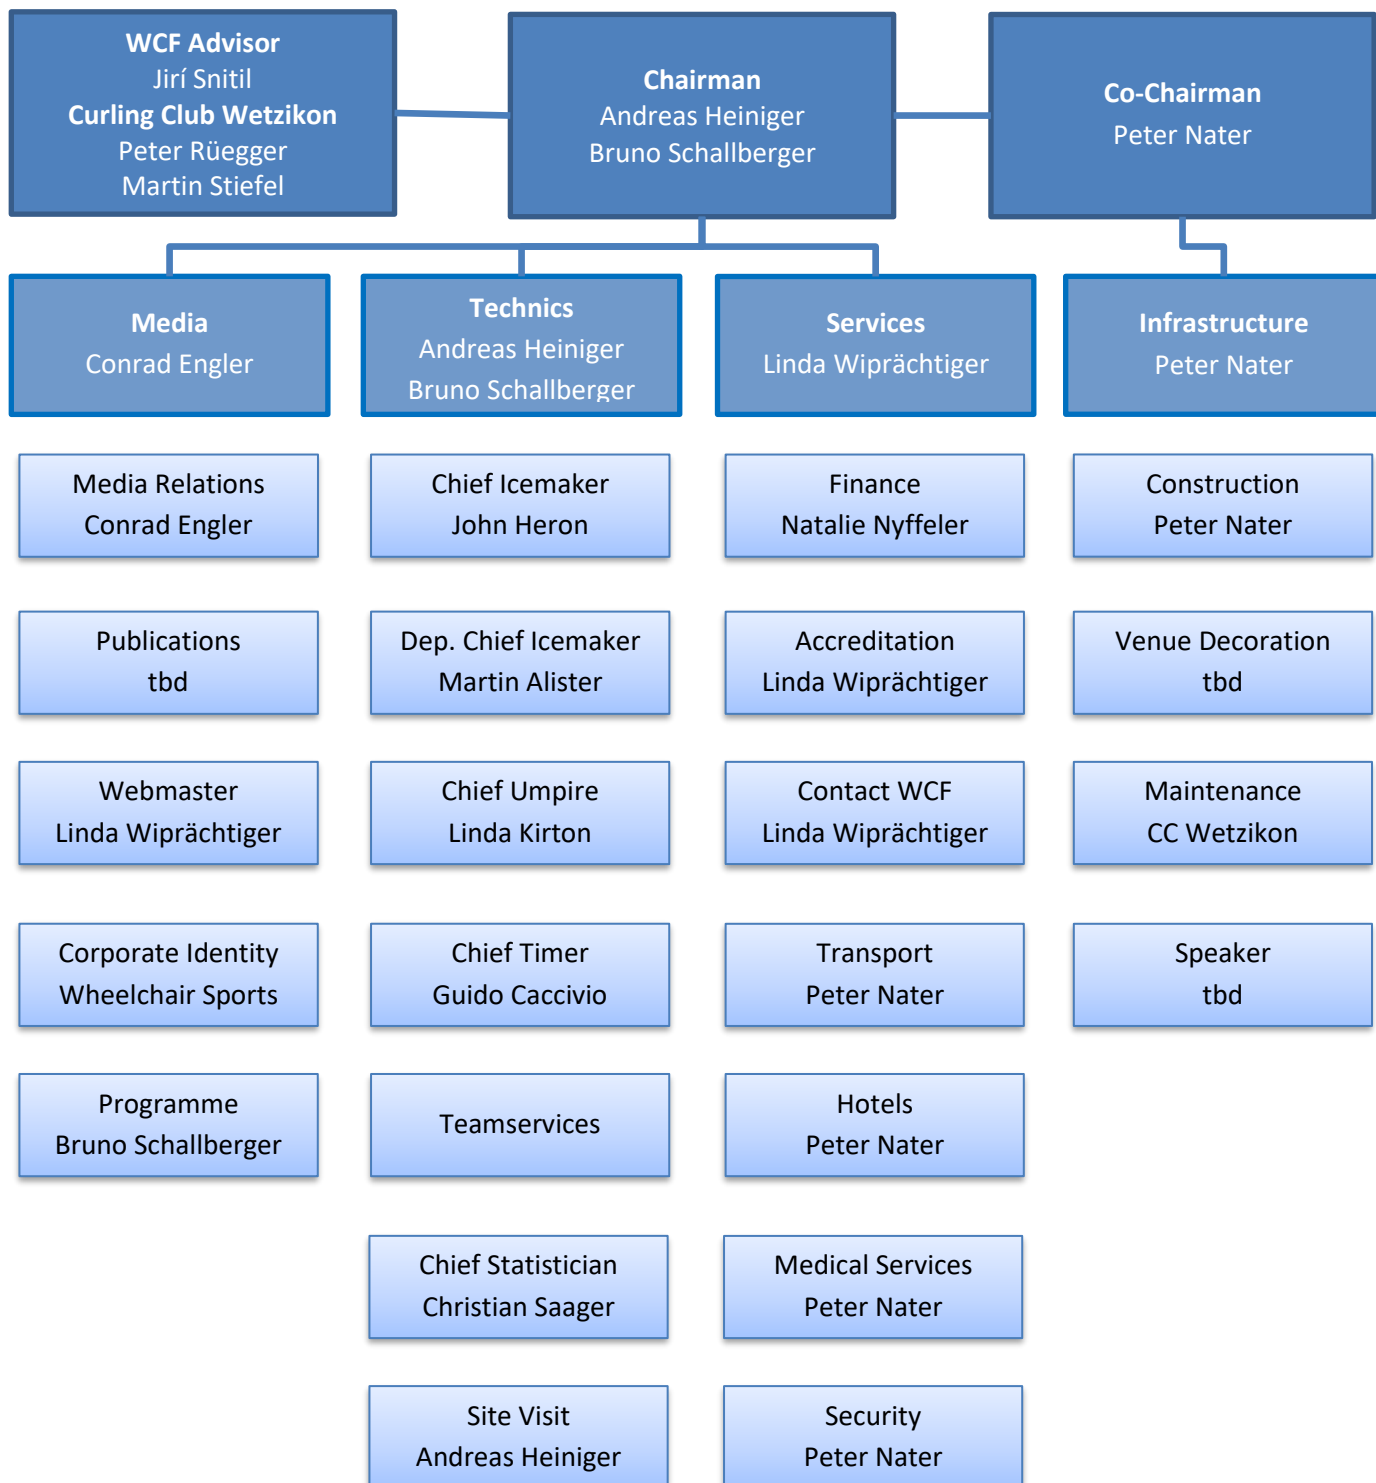 WCF Advisor
Jirí Snitil
Curling Club Wetzikon
Peter Rüegger
Martin Stiefel
Chairman
Andreas Heiniger
Bruno Schallberger
Co-Chairman
Peter Nater
Media
Conrad Engler
Technics
Andreas Heiniger
Bruno Schallberger
Services
Linda Wiprächtiger
Infrastructure
Peter Nater
Media Relations
Conrad Engler
Chief Icemaker
John Heron
Finance
Natalie Nyffeler
Construction
Peter Nater
Publications
tbd
Dep. Chief Icemaker
Martin Alister
Accreditation
Linda Wiprächtiger
Venue Decoration
tbd
Webmaster
Linda Wiprächtiger
Chief Umpire
Linda Kirton
Contact WCF
Linda Wiprächtiger
Maintenance
CC Wetzikon
Corporate Identity
Wheelchair Sports
Chief Timer
Guido Caccivio
Transport
Peter Nater
Speaker
tbd
Programme
Bruno Schallberger
Teamservices
Hotels
Peter Nater
Chief Statistician
Christian Saager
Medical Services
Peter Nater
Site Visit
Andreas Heiniger
Security
Peter Nater